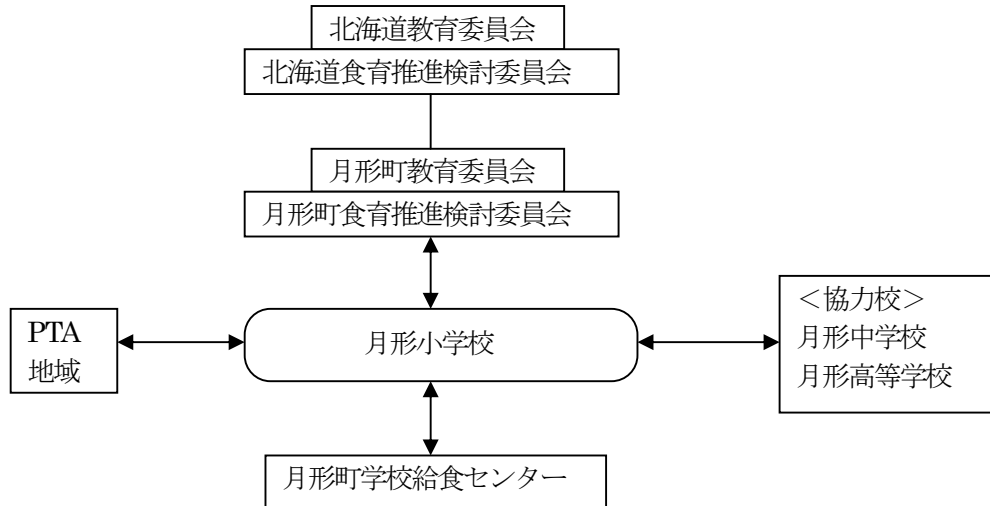 北海道教育委員会
北海道食育推進検討委員会
月形町教育委員会
月形町食育推進検討委員会
PTA
地域
月形小学校
＜協力校＞
月形中学校
月形高等学校
月形町学校給食センター